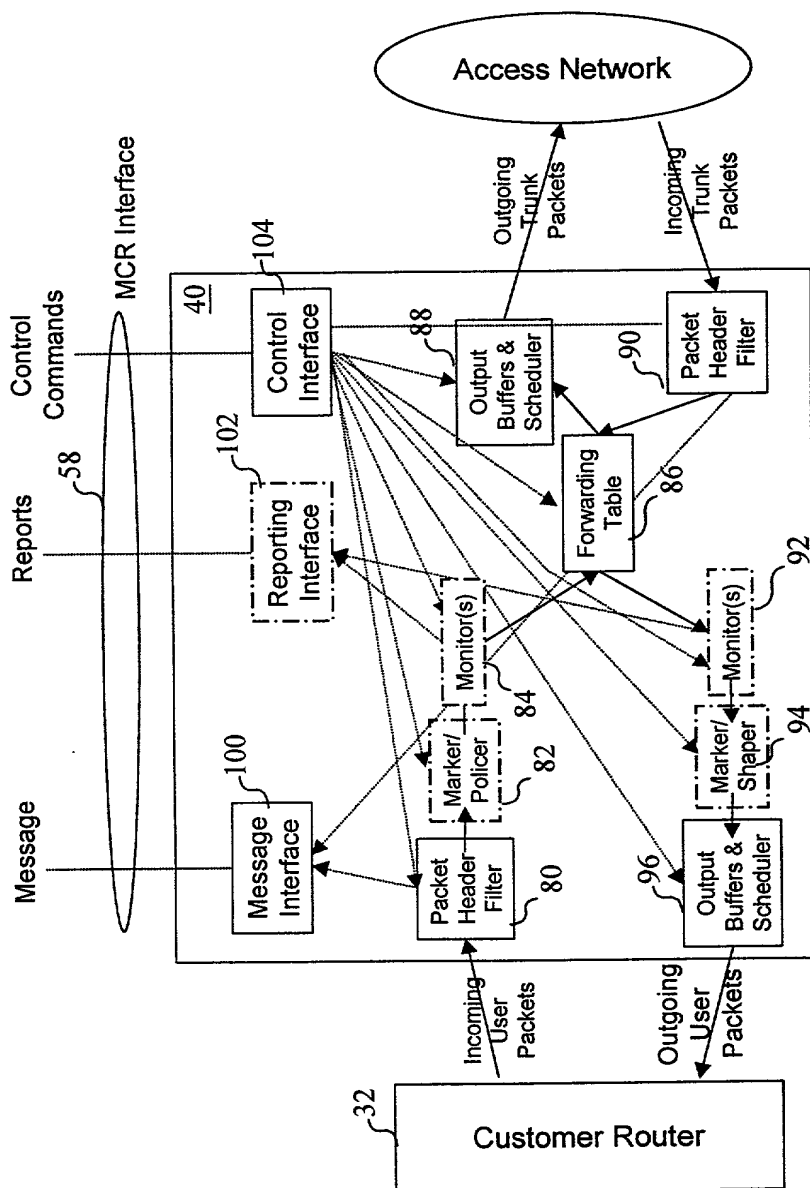 Message
Reports
Control
Commands
58
MCR Interface
100
Message
Interface
102
Reporting
Interface
104
Control
Interface
40
Incoming
User
Packets
Packet
Header
Filter
80
Marker/
Policer
82
Monitor(s)
84
Forwarding
Table
86
Output
Buffers &
Scheduler
88
Packet
Header
Filter
90
Outgoing
Trunk
Packets
Incoming
Trunk
Packets
Access Network
Monitor(s)
92
Marker/
Shaper
94
Output
Buffers &
Scheduler
96
Outgoing
User
Packets
32
Customer Router